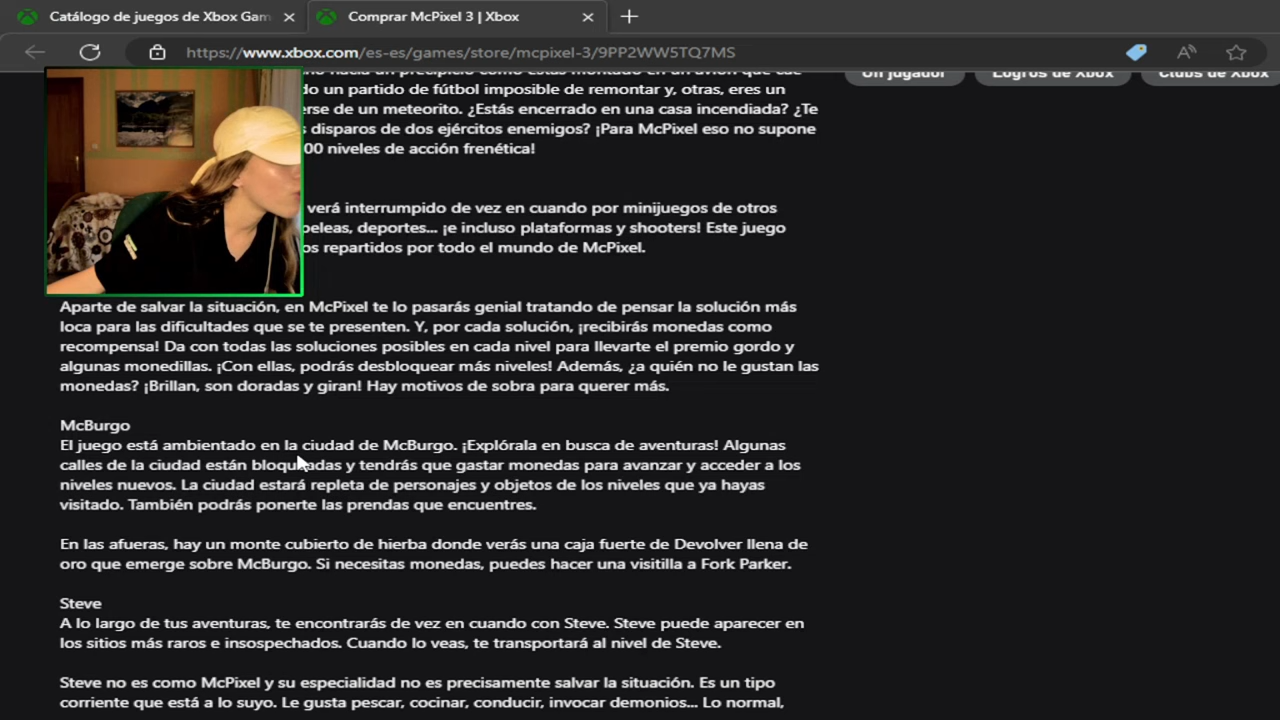 Catálogo de juegos de Xbox Gam
Comprar McPixel 3 | Xbox
https://www.xbox.com/es-es/games/store/mcpixel-3/9PP2WW5TQ7MS
Un jugador
Logros de Xbox
Clubs de Xbox
hacia un precipicio como estás montado en un avión que cae
do un partido de fútbol imposible de remontar y, otras, eres un
erse de un meteorito. ¿Estás encerrado en una casa incendiada? ¿Te
s disparos de dos ejércitos enemigos? ¡Para McPixel eso no supone
00 niveles de acción frenética!
verá interrumpido de vez en cuando por minijuegos de otros
peleas, deportes... ¡e incluso plataformas y shooters! Este juego
os repartidos por todo el mundo de McPixel.
Aparte de salvar la situación, en McPixel te lo pasarás genial tratando de pensar la solución más
loca para las dificultades que se te presenten. Y, por cada solución, ¡recibirás monedas como
recompensa! Da con todas las soluciones posibles en cada nivel para llevarte el premio gordo y
algunas monedillas. ¡Con ellas, podrás desbloquear más niveles! Además, ¿a quién no le gustan las
monedas? ¡Brillan, son doradas y giran! Hay motivos de sobra para querer más.
McBurgo
El juego está ambientado en la ciudad de McBurgo. ¡Explórala en busca de aventuras! Algunas
calles de la ciudad están bloqueadas y tendrás que gastar monedas para avanzar y acceder a los
niveles nuevos. La ciudad estará repleta de personajes y objetos de los niveles que ya hayas
visitado. También podrás ponerte las prendas que encuentres.
En las afueras, hay un monte cubierto de hierba donde verás una caja fuerte de Devolver llena de
oro que emerge sobre McBurgo. Si necesitas monedas, puedes hacer una visitilla a Fork Parker.
Steve
A lo largo de tus aventuras, te encontrarás de vez en cuando con Steve. Steve puede aparecer en
los sitios más raros e insospechados. Cuando lo veas, te transportará al nivel de Steve.
Steve no es como McPixel y su especialidad no es precisamente salvar la situación. Es un tipo
corriente que está a lo suyo. Le gusta pescar, cocinar, conducir, invocar demonios... Lo normal,